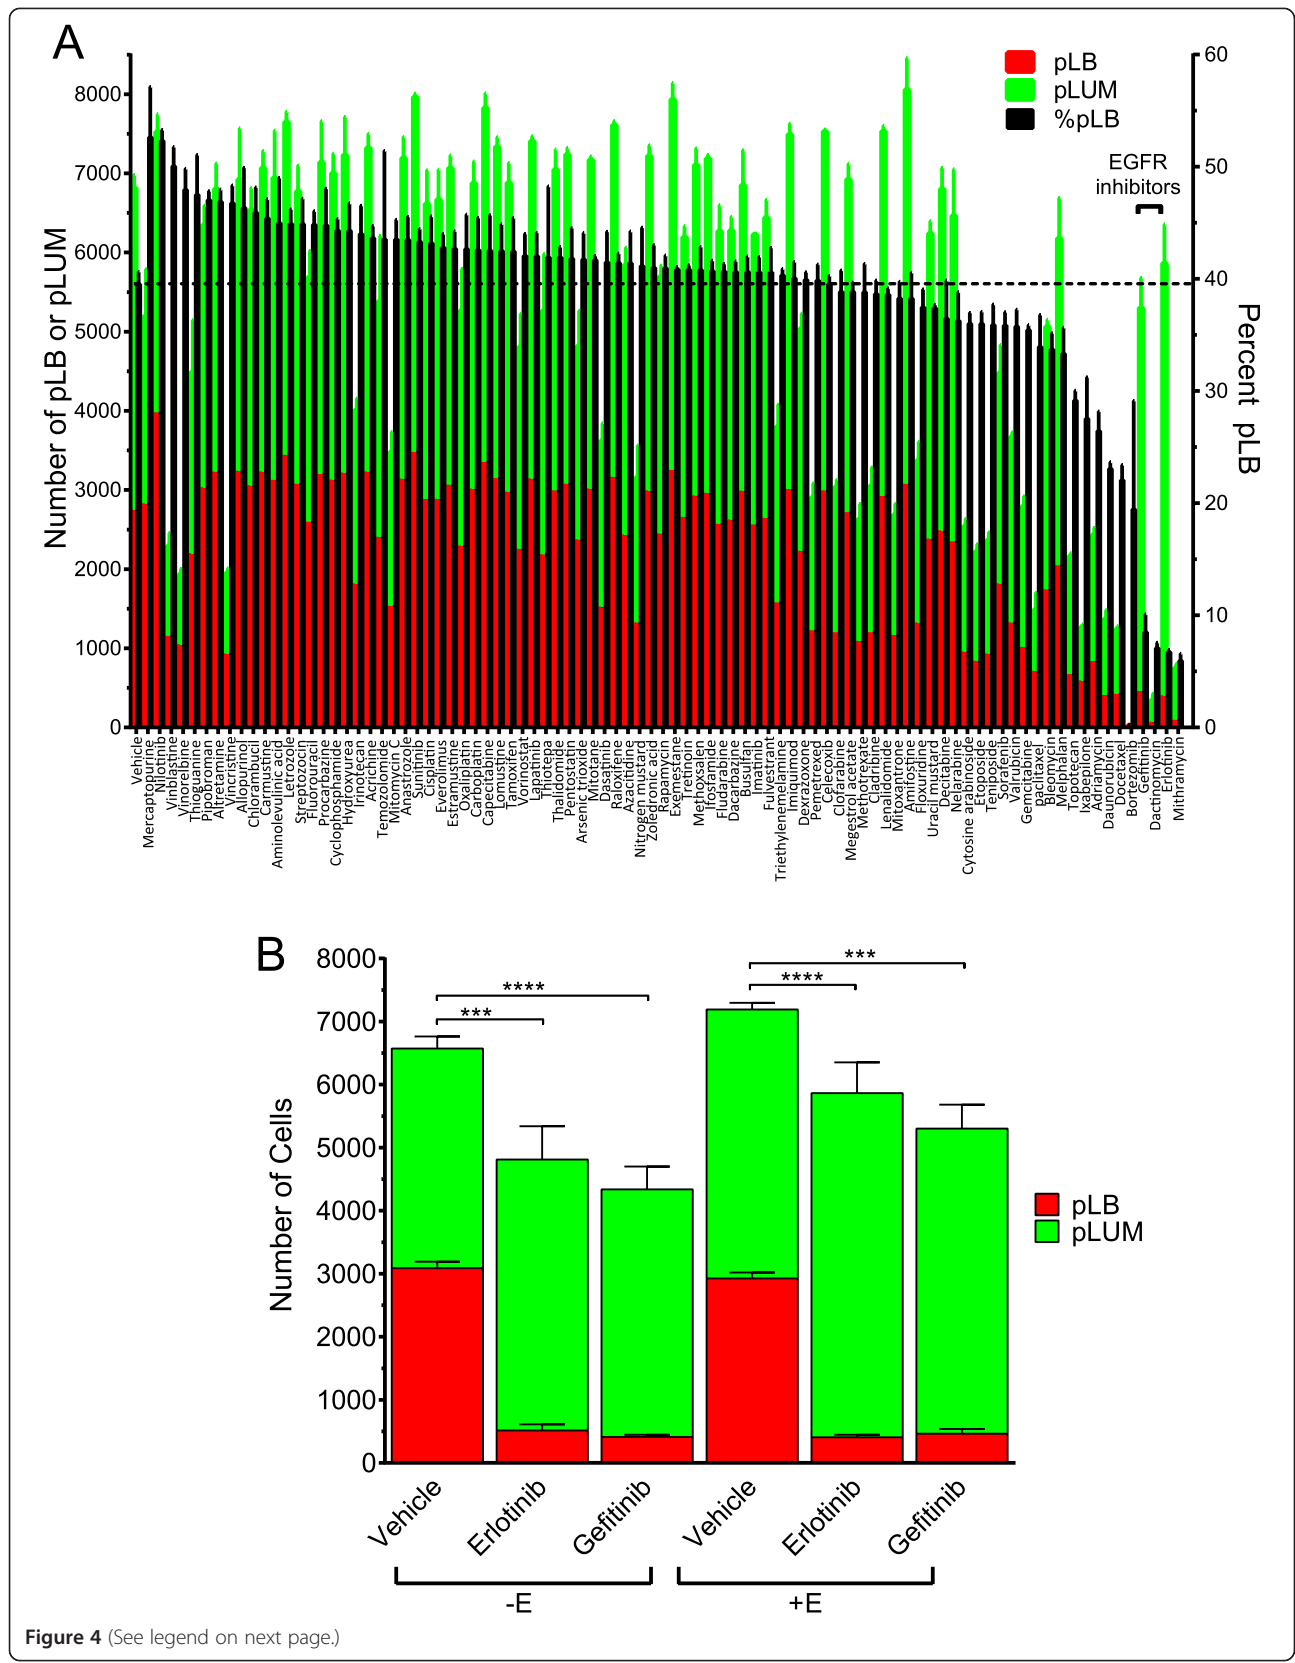 A
pLB
pLUM
%pLB
EGFR
inhibitors
Number of pLB or pLUM
8000
7000
6000
5000
4000
3000
2000
1000
0
60
50
40
30
20
10
0
Percent pLB
Vehicle
Mercaptopurine
Nilotinib
Vinblastine
Vinorelbine
Thioguanine
Pipobroman
Altretamine
Vincristine
Allopurinol
Chlorambucil
Carmustine
Aminolevulinic acid
Letrozole
Streptozocin
Fluorouracil
Procarbazine
Cyclophosphamide
Hydroxyurea
Irinotecan
Acrichine
Temozolomide
Mitomycin C
Anastrozole
Sunitinib
Cisplatin
Everolimus
Estramustine
Oxaliplatin
Carboplatin
Capecitabine
Lomustine
Tamoxifen
Vorinostat
Lapatinib
Thiotepa
Thalidomide
Pentostatin
Arsenic trioxide
Mitotane
Dasatinib
Raloxifene
Azacitidine
Nitrogen mustard
Zoledronic acid
Rapamycin
Exemestane
Tretinoin
Methoxsalen
Ifosfamide
Fludarabine
Dacarbazine
Busulfan
Imatinib
Fulvestrant
Triethylenemelamine
Imiquimod
Dexrazoxone
Pemetrexed
Celecoxib
Clofarabine
Megestrol acetate
Methotrexate
Cladribine
Lenalidomide
Mitoxantrone
Amifostine
Floxuridine
Uracil mustard
Decitabine
Nelarabine
Cytosine arabinoside
Etoposide
Teniposide
Sorafenib
Valrubicin
Gemcitabine
paclitaxel
Bleomycin
Melphalan
Topotecan
Ixabepilone
Adriamycin
Daunorubicin
Docetaxel
Bortezomib
Gefitinib
Dactinomycin
Erlotinib
Mithramycin
B
Number of Cells
8000
7000
6000
5000
4000
3000
2000
1000
0
****
***
***
****
pLB
pLUM
Vehicle
Erlotinib
Gefitinib
Vehicle
Erlotinib
Gefitinib
-E
+E
Figure 4 (See legend on next page.)